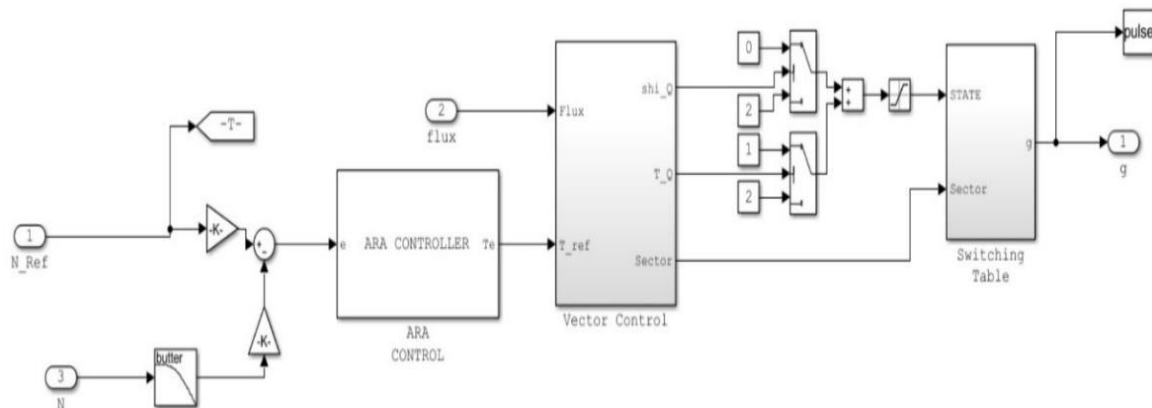 pulse
0
shi_Q
2
flux
Flux
2
STATE
-T-
1
g
1
g
T_Q
2
Sector
1
N_Ref
-K-
e
ARA CONTROLLER
Te
T_ref
Sector
Switching
Table
Vector Control
ARA
CONTROL
-K-
butter
3
N